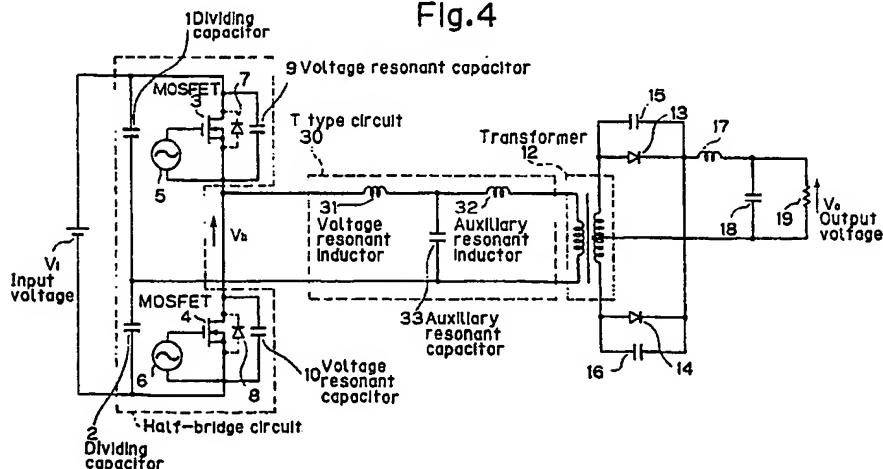 Fig.4
1 Dividing
capacitor
9 Voltage resonant capacitor
MOSFET
7
3
5
T type circuit
30
Transformer
12
15
13
17
31
Voltage
resonant
inductor
32
Auxiliary
resonant
inductor
18
19
Vo
Output
voltage
Vh
VI
Input
voltage
MOSFET
4
6
8
33 Auxiliary
resonant
capacitor
10 Voltage
resonant
capacitor
16
14
Half-bridge circuit
2
Dividing
capacitor